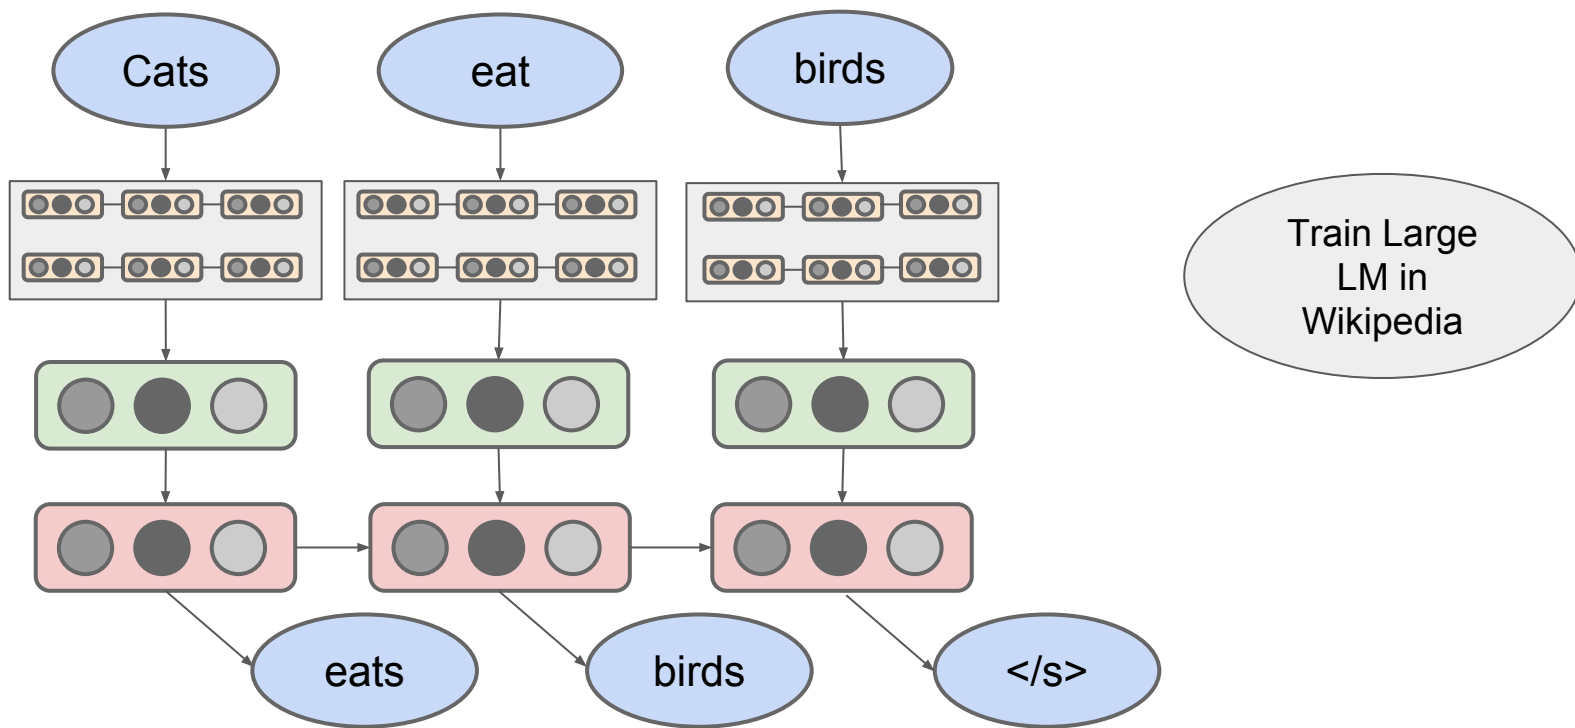 Cats
eat
birds
Train Large
LM in
Wikipedia
eats
birds
</s>